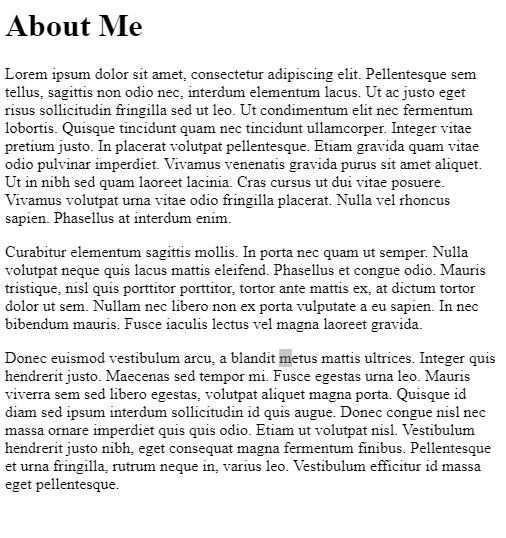 About Me
Lorem ipsum dolor sit amet, consectetur adipiscing elit. Pellentesque sem
tellus, sagittis non odio nec, interdum elementum lacus. Ut ac justo eget
risus sollicitudin fringilla sed ut leo. Ut condimentum elit nec fermentum
lobortis. Quisque tincidunt quam nec tincidunt ullamcorper. Integer vitae
pretium justo. In placerat volutpat pellentesque. Etiam gravida quam vitae
odio pulvinar imperdiet. Vivamus venenatis gravida purus sit amet aliquet.
Ut in nibh sed quam laoreet lacinia. Cras cursus ut dui vitae posuere.
Vivamus volutpat urna vitae odio fringilla placerat. Nulla vel rhoncus
sapien. Phasellus at interdum enim.
Curabitur elementum sagittis mollis. In porta nec quam ut semper. Nulla
volutpat neque quis lacus mattis eleifend. Phasellus et congue odio. Mauris
tristique, nisl quis porttitor porttitor, tortor ante mattis ex, at dictum tortor
dolor ut sem. Nullam nec libero non ex porta vulputate a eu sapien. In nec
bibendum mauris. Fusce iaculis lectus vel magna laoreet gravida.
Donec euismod vestibulum arcu, a blandit metus mattis ultrices. Integer quis
hendrerit justo. Maecenas sed tempor mi. Fusce egestas urna leo. Mauris
viverra sem sed libero egestas, volutpat aliquet magna porta. Quisque id
diam sed ipsum interdum sollicitudin id quis augue. Donec congue nisl nec
massa ornare imperdiet quis quis odio. Etiam ut volutpat nisl. Vestibulum
hendrerit justo nibh, eget consequat magna fermentum finibus. Pellentesque
et urna fringilla, rutrum neque in, varius leo. Vestibulum efficitur id massa
eget pellentesque.